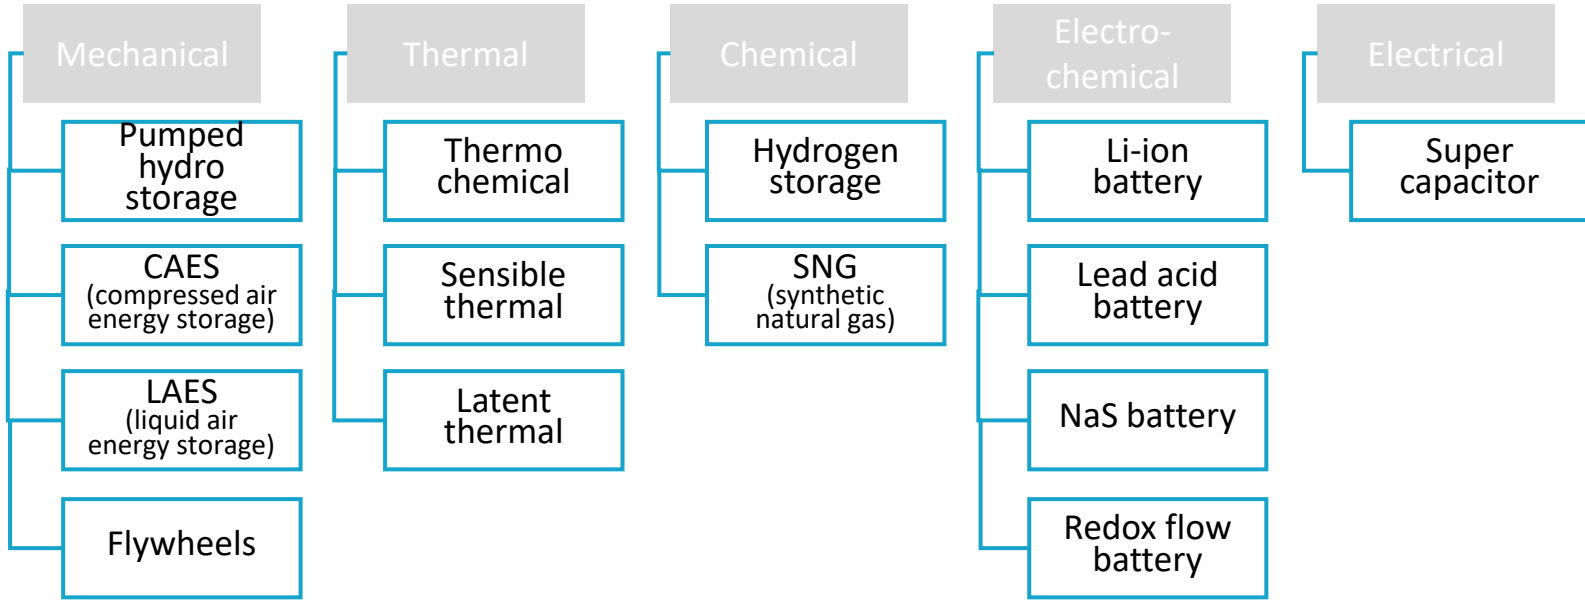 Mechanical
Pumped
hydro
storage
CAES
(compressed air
energy storage)
LAES
(liquid air
energy storage)
Flywheels
Thermal
Thermo
chemical
Sensible
thermal
Latent
thermal
Chemical
Hydrogen
storage
SNG
(synthetic
natural gas)
Electro-
chemical
Li-ion
battery
Lead acid
battery
NaS battery
Redox flow
battery
Electrical
Super
capacitor